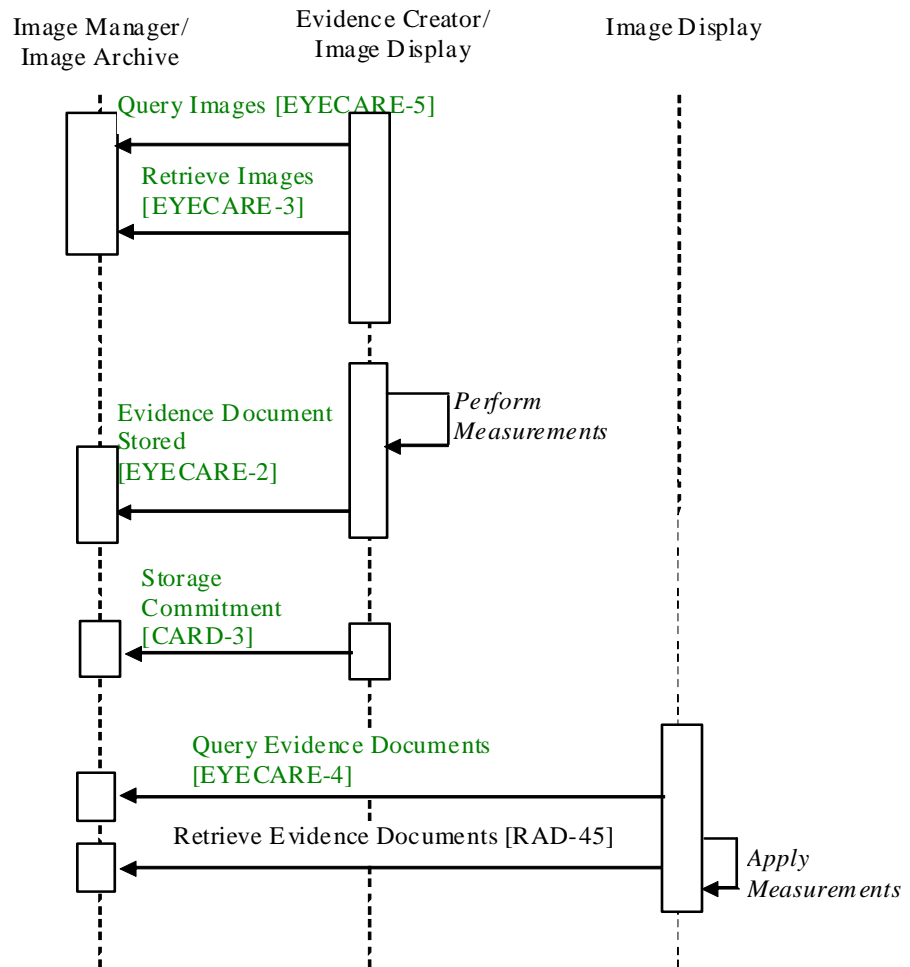 Image Manager/
Image Archive
Evidence Creator/
Image Display
Image Display
Query Images [EYECARE-5]
Retrieve Images
[EYECARE-3]
Perform
Measurements
Evidence Document
Stored
[EYECARE-2]
Storage
Commitment
[CARD-3]
Query Evidence Documents
[EYECARE-4]
Retrieve Evidence Documents [RAD-45]
Apply
Measurements